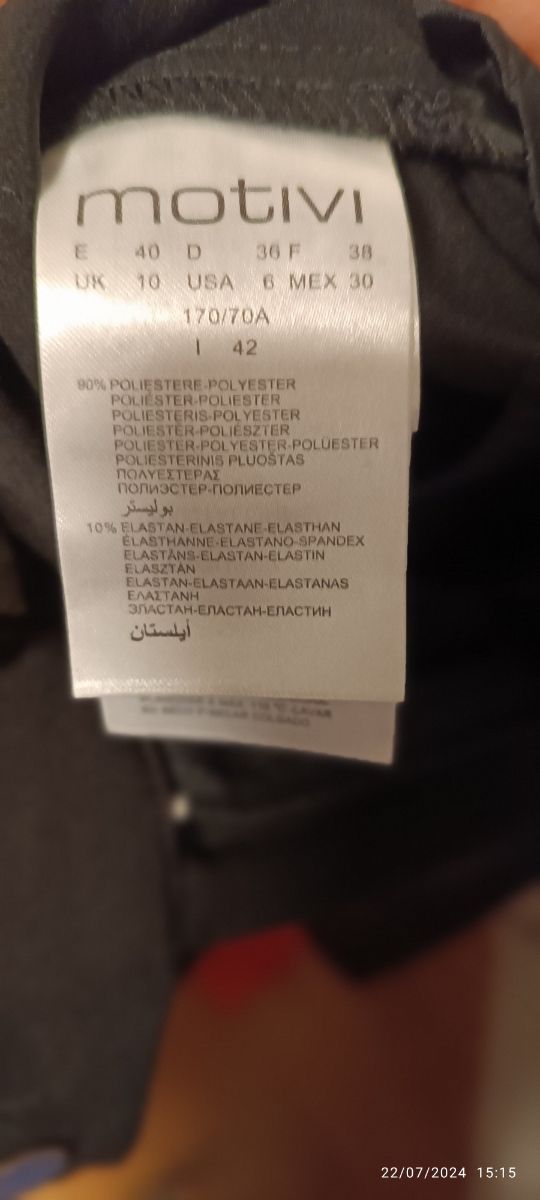 motivi
E 40 D 36 F 38
UK 10 USA 6 MEX 30
170/70A
I 42
90% POLIESTERE-POLYESTER
POLIÉSTER-POLIESTER
POLIESTERIS-POLYESTER
POLIESTER-POLIÉSZTER
POLIESTER-POLYESTER-POLÜESTER
POLIESTERINIS PLUOŠTAS
ΠΟΛΥΕΣΤΕΡΑΣ
ПОЛИЭСТЕР-ПОЛИЕСТЕР
بوليستر
10% ELASTAN-ELASTANE-ELASTHAN
ÉLASTHANNE-ELASTANO-SPANDEX
ELASTĀNS-ELASTAN-ELASTIN
ELASZTÁN
ELASTAN-ELASTAAN-ELASTANAS
ΕΛΑΣΤΑΝΗ
ЭЛАСТАН-ЕЛАСТАН-ЕЛАСТИН
أيلستان
22/07/2024 15:15